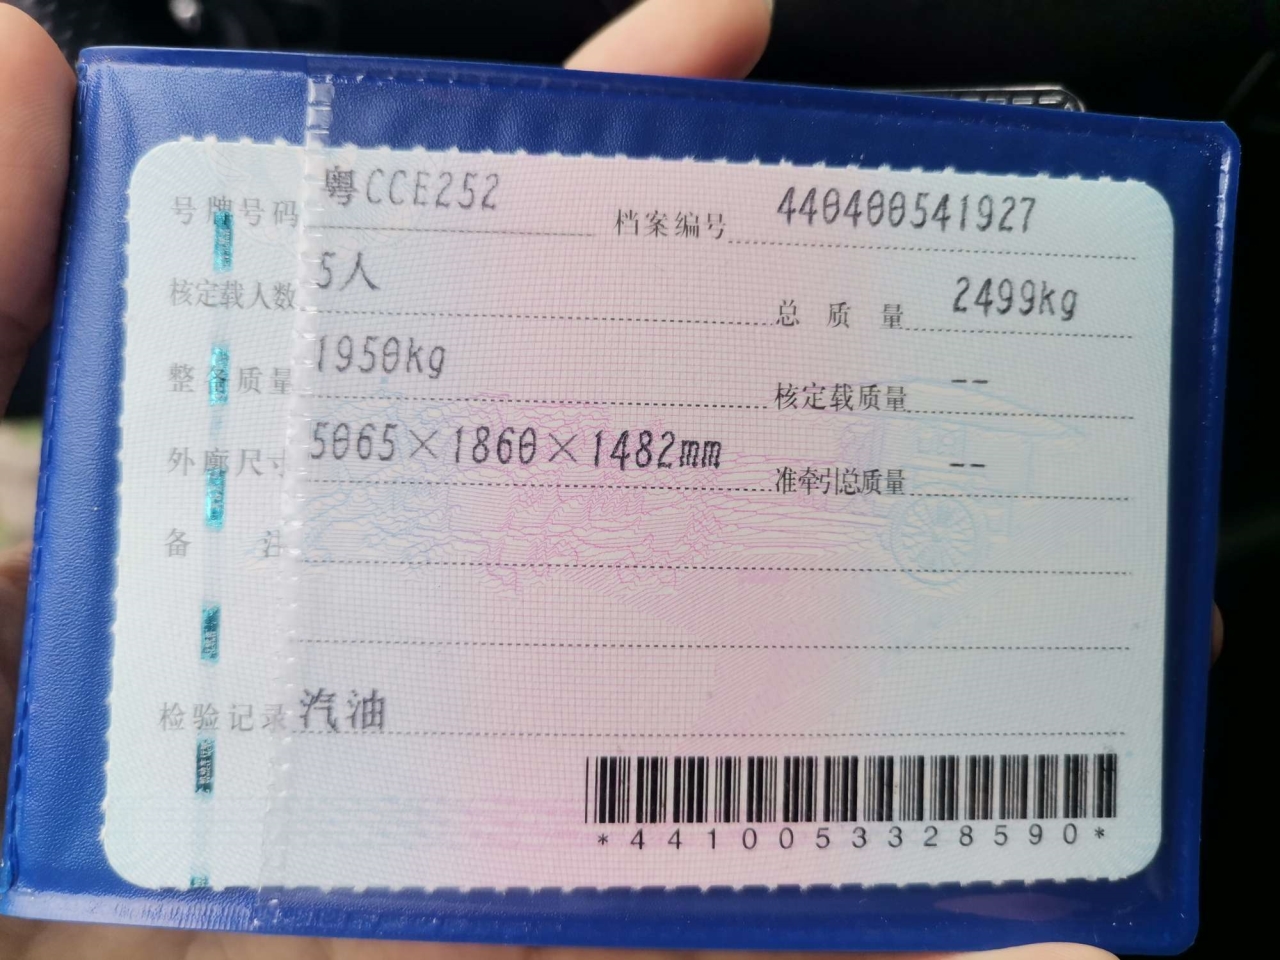 号牌号码 粤CCE252 档案编号 440400541927
核定载人数 5人 总质量 2499kg
整备质量 1950kg 核定载质量 --
外廓尺寸 5065×1860×1482mm 准牵引总质量 --
备注
检验记录 汽油
*4410053328590*